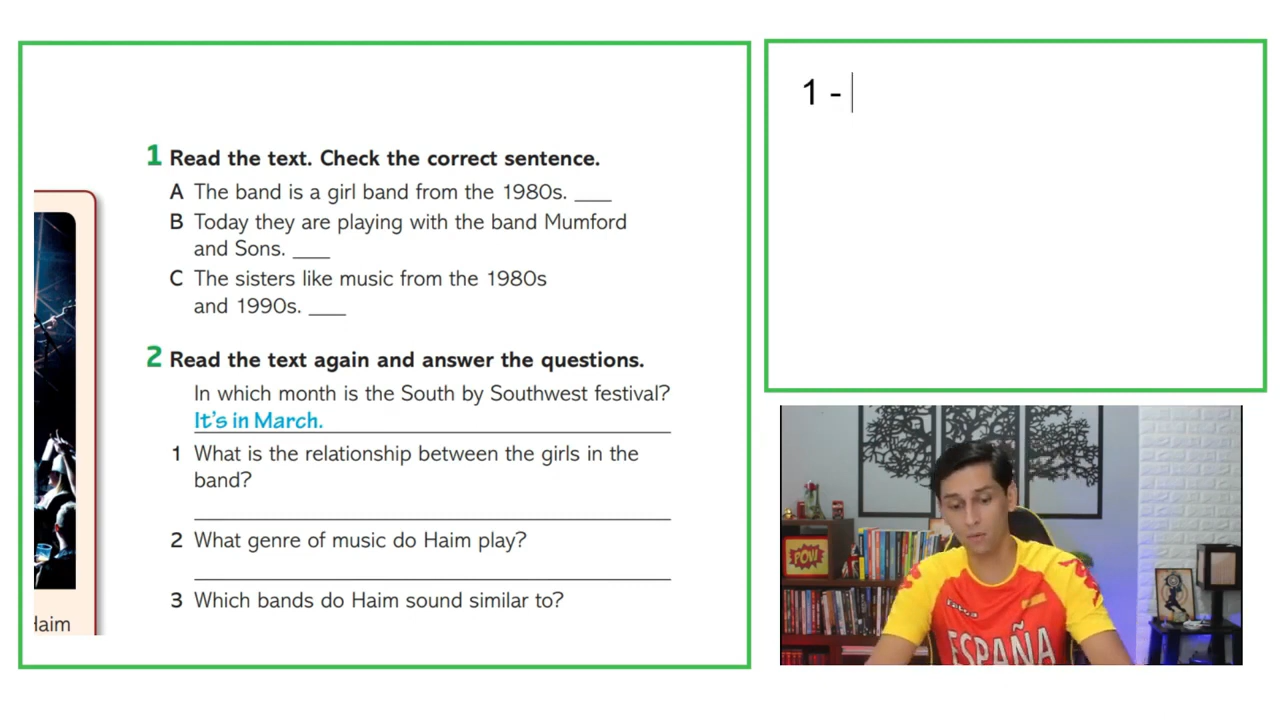 1 Read the text. Check the correct sentence.
A The band is a girl band from the 1980s. ____
B Today they are playing with the band Mumford
and Sons. ____
C The sisters like music from the 1980s
and 1990s. ____
2 Read the text again and answer the questions.
In which month is the South by Southwest festival?
It's in March.
1 What is the relationship between the girls in the
band?
2 What genre of music do Haim play?
3 Which bands do Haim sound similar to?
Haim
1 -
POW
ESPAÑA